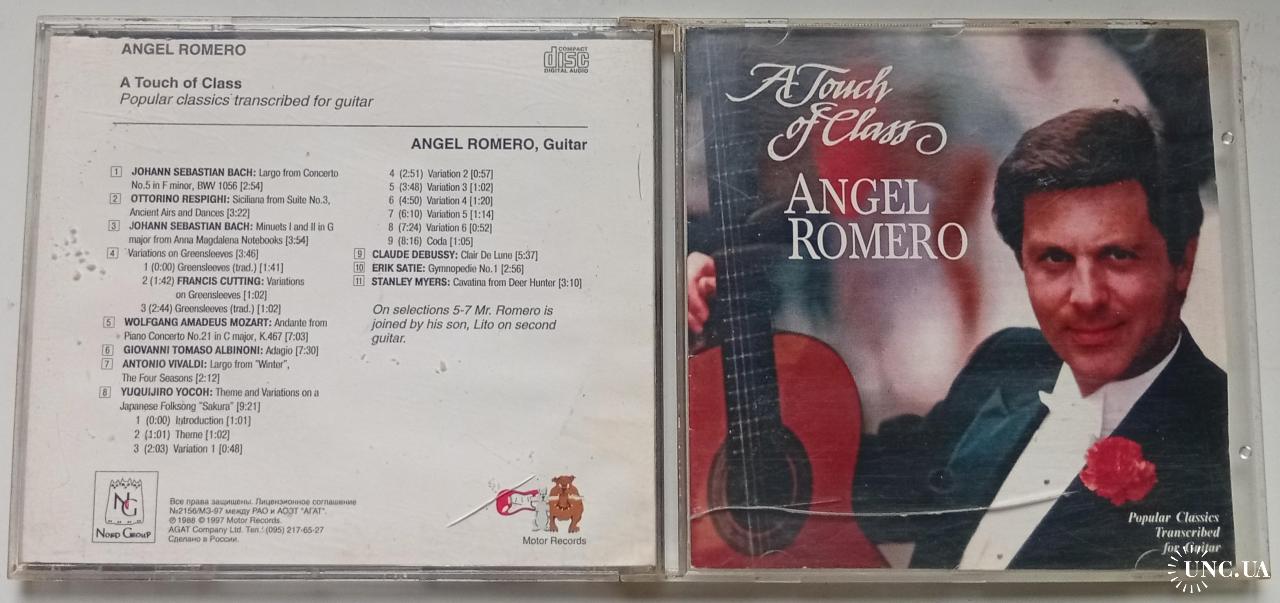 ANGEL ROMERO
COMPACT
disc
DIGITAL AUDIO
A Touch of Class
Popular classics transcribed for guitar
ANGEL ROMERO, Guitar
1 JOHANN SEBASTIAN BACH: Largo from Concerto
No.5 in F minor, BWV 1056 [2:54]
2 OTTORINO RESPIGHI: Siciliana from Suite No.3,
Ancient Airs and Dances [3:22]
3 JOHANN SEBASTIAN BACH: Minuets I and II in G
major from Anna Magdalena Notebooks [3:54]
4 Variations on Greensleeves [3:46]
1 (0:00) Greensleeves (trad.) [1:41]
2 (1:42) FRANCIS CUTTING: Variations
on Greensleeves [1:02]
3 (2:44) Greensleeves (trad.) [1:02]
5 WOLFGANG AMADEUS MOZART: Andante from
Piano Concerto No.21 in C major, K.467 [7:03]
6 GIOVANNI TOMASO ALBINONI: Adagio [7:30]
7 ANTONIO VIVALDI: Largo from "Winter",
The Four Seasons [2:12]
8 YUQUIJIRO YOCOH: Theme and Variations on a
Japanese Folksong "Sakura" [9:21]
1 (0:00) Introduction [1:01]
2 (1:01) Theme [1:02]
3 (2:03) Variation 1 [0:48]
4 (2:51) Variation 2 [0:57]
5 (3:48) Variation 3 [1:02]
6 (4:50) Variation 4 [1:20]
7 (6:10) Variation 5 [1:14]
8 (7:24) Variation 6 [0:52]
9 (8:16) Coda [1:05]
9 CLAUDE DEBUSSY: Clair De Lune [5:37]
10 ERIK SATIE: Gymnopedie No.1 [2:56]
11 STANLEY MYERS: Cavatina from Deer Hunter [3:10]
On selections 5-7 Mr. Romero is
joined by his son, Lito on second
guitar.
NG
NORD GROUP
Все права защищены. Лицензионное соглашение
№2156/МЗ-97 между РАО и АОЗТ "АГАТ".
℗ 1988 © 1997 Motor Records.
AGAT Company Ltd. Тел.: (095) 217-65-27
Сделано в России.
Motor Records
A Touch
of Class
ANGEL
ROMERO
Popular Classics
Transcribed
for Guitar
UNC.UA